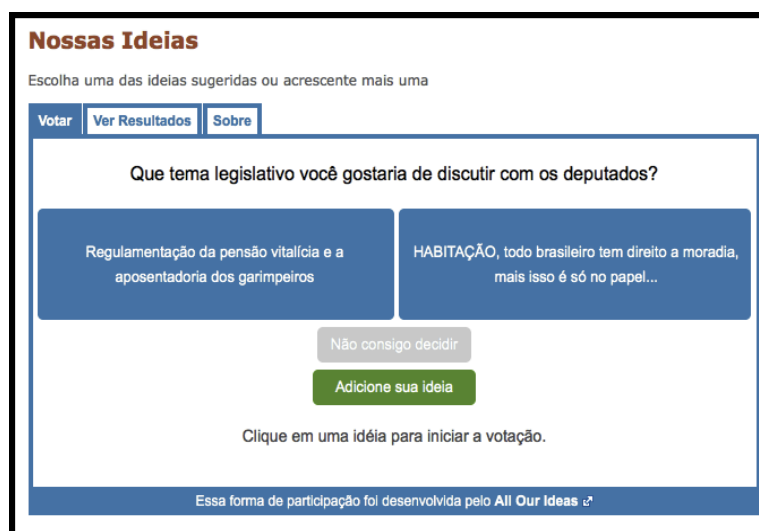 Nossas Ideias
Escolha uma das ideias sugeridas ou acrescente mais uma
Votar Ver Resultados Sobre
Que tema legislativo você gostaria de discutir com os deputados?
Regulamentação da pensão vitalícia e a
aposentadoria dos garimpeiros
HABITAÇÃO, todo brasileiro tem direito a moradia,
mais isso é só no papel...
Não consigo decidir
Adicione sua ideia
Clique em uma idéia para iniciar a votação.
Essa forma de participação foi desenvolvida pelo All Our Ideas